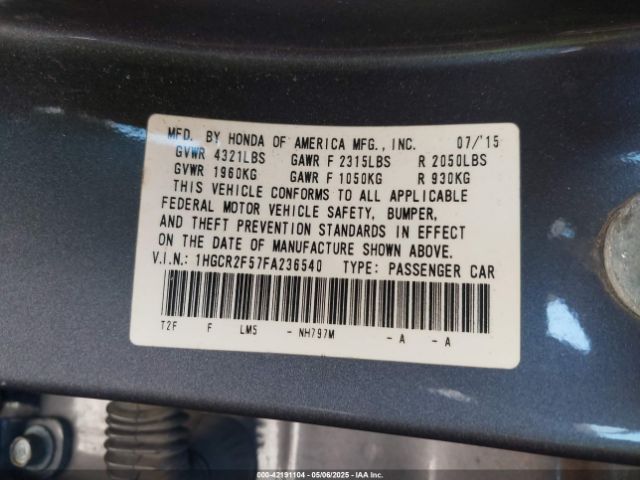 MFD. BY HONDA OF AMERICA MFG., INC. 07/'15
GVWR 4321LBS GAWR F 2315LBS R 2050LBS
GVWR 1960KG GAWR F 1050KG R 930KG
THIS VEHICLE CONFORMS TO ALL APPLICABLE
FEDERAL MOTOR VEHICLE SAFETY, BUMPER,
AND THEFT PREVENTION STANDARDS IN EFFECT
ON THE DATE OF MANUFACTURE SHOWN ABOVE.
V.I.N.: 1HGCR2F57FA236540 TYPE: PASSENGER CAR
T2F F LM5 - NH797M - A - A
000-42191104 - 05/06/2025 - IAA Inc.